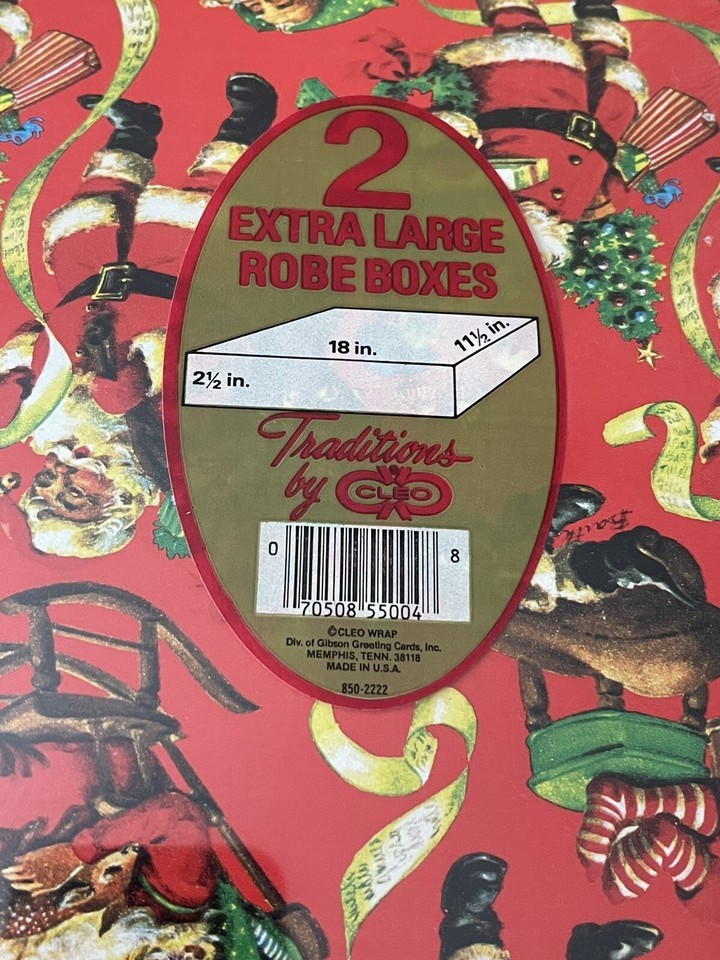 2
EXTRA LARGE
ROBE BOXES
18 in.
11½ in.
2½ in.
Traditions
by CLEO
0 8
70508 55004
©CLEO WRAP
Div. of Gibson Greeting Cards, Inc.
MEMPHIS, TENN. 38118
MADE IN U.S.A.
850-2222